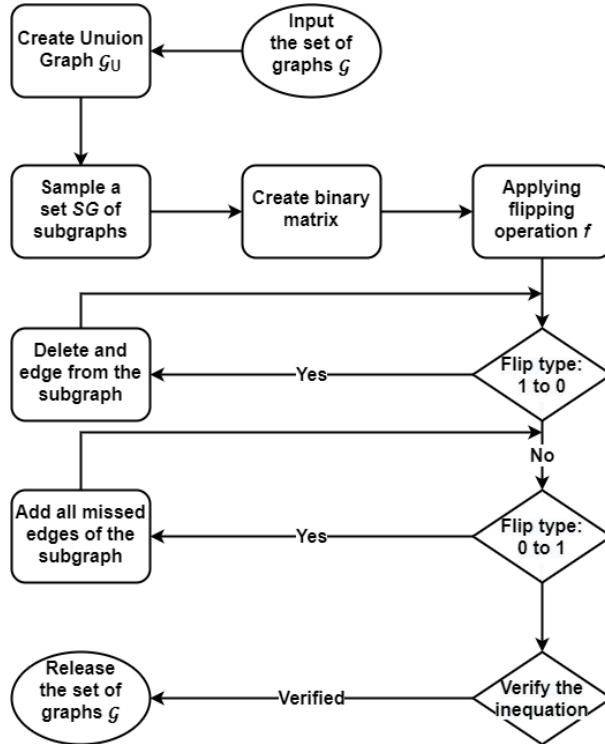 Input
the set of
graphs 𝒢
Create Unuion
Graph 𝒢U
Sample a
set SG of
subgraphs
Create binary
matrix
Applying
flipping
operation f
Flip type:
1 to 0
Yes
Delete and
edge from the
subgraph
No
Flip type:
0 to 1
Yes
Add all missed
edges of the
subgraph
Verify the
inequation
Verified
Release
the set of
graphs 𝒢